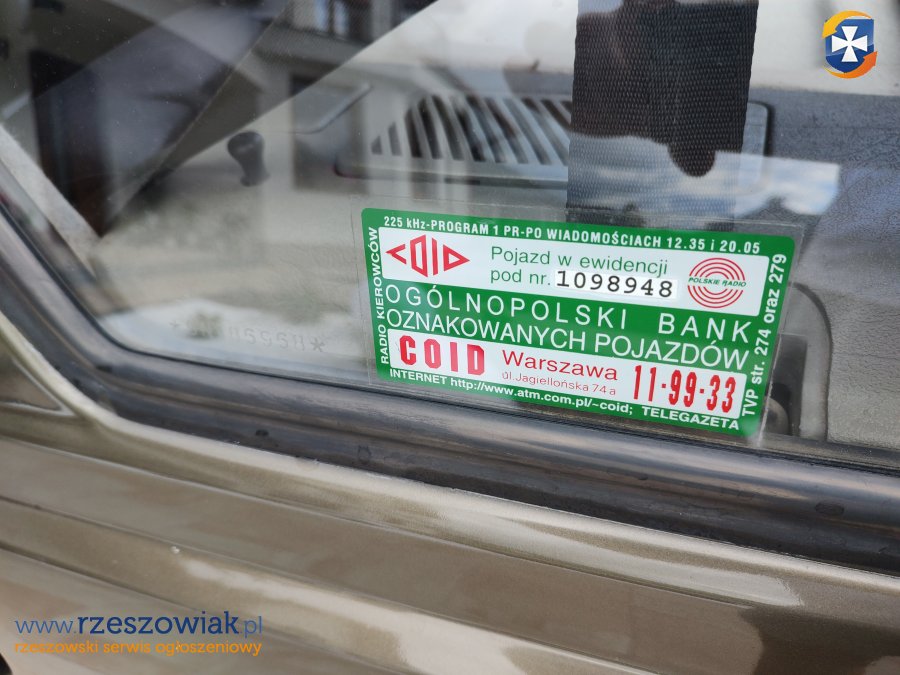 225 kHz-PROGRAM 1 PR-PO WIADOMOŚCIACH 12.35 i 20.05
RADIO KIEROWCÓW
COID
Pojazd w ewidencji
pod nr. 1098948
POLSKIE RADIO
OGÓLNOPOLSKI BANK
OZNAKOWANYCH POJAZDÓW
COID Warszawa 11-99-33
ul.Jagiellońska 74a
INTERNET http://www.atm.com.pl/~coid; TELEGAZETA
TVP str. 274 oraz 279
www.rzeszowiak.pl
rzeszowski serwis ogłoszeniowy